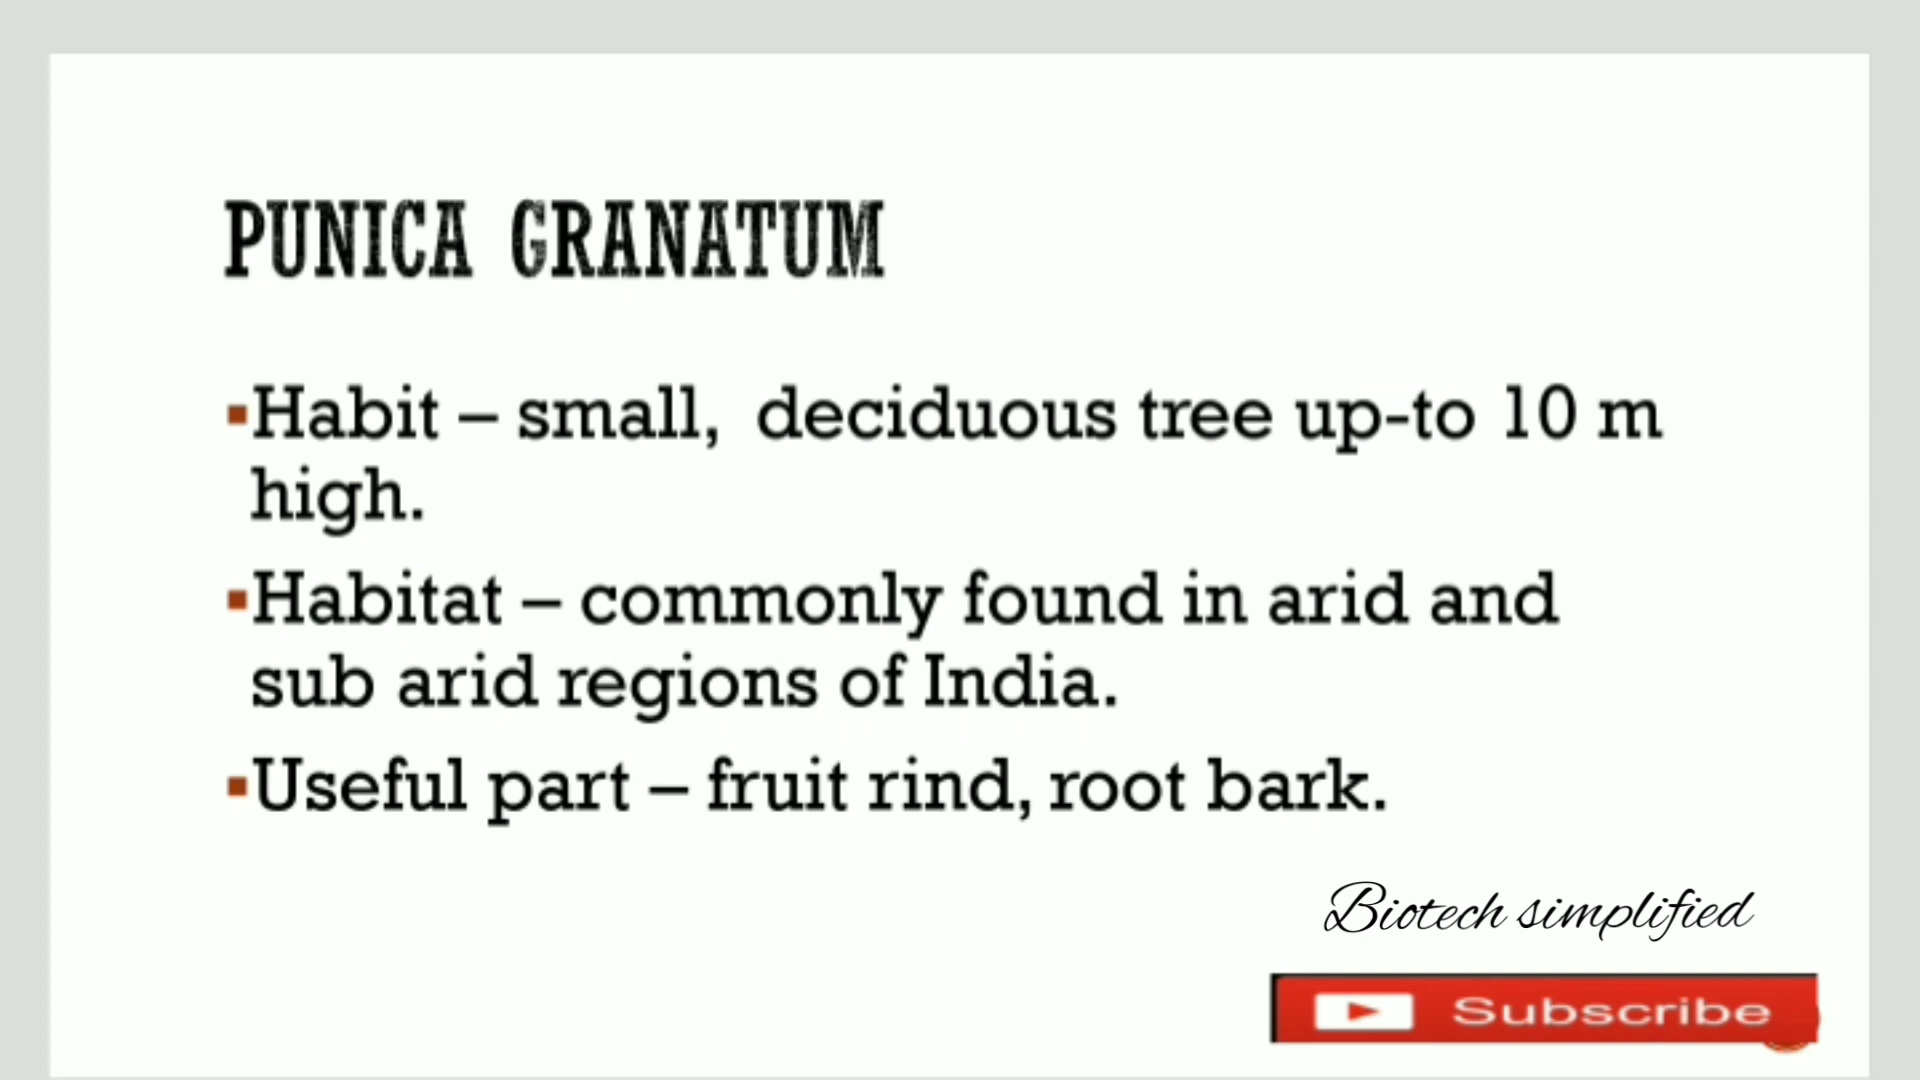 PUNICA GRANATUM
▪Habit – small, deciduous tree up-to 10 m
high.
▪Habitat – commonly found in arid and
sub arid regions of India.
▪Useful part – fruit rind, root bark.
Biotech simplified
Subscribe